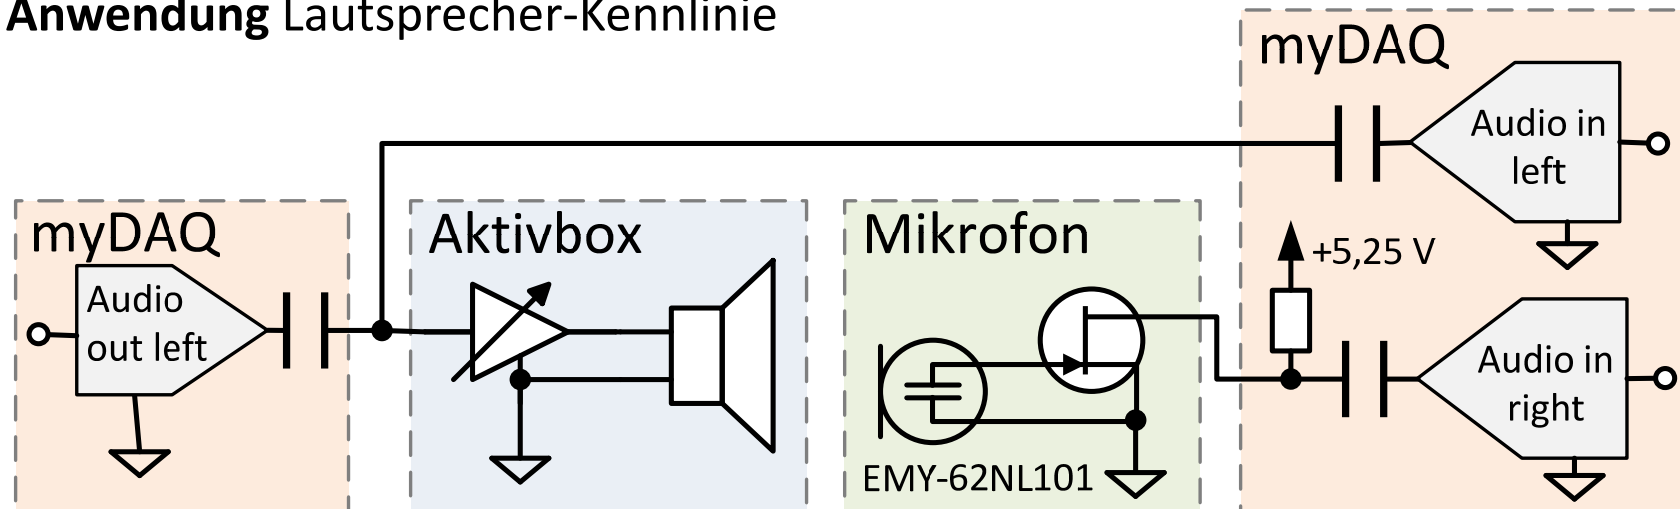 Anwendung Lautsprecher-Kennlinie
myDAQ
Audio in
left
myDAQ
Audio
out left
Aktivbox
Mikrofon
EMY-62NL101
+5,25 V
Audio in
right